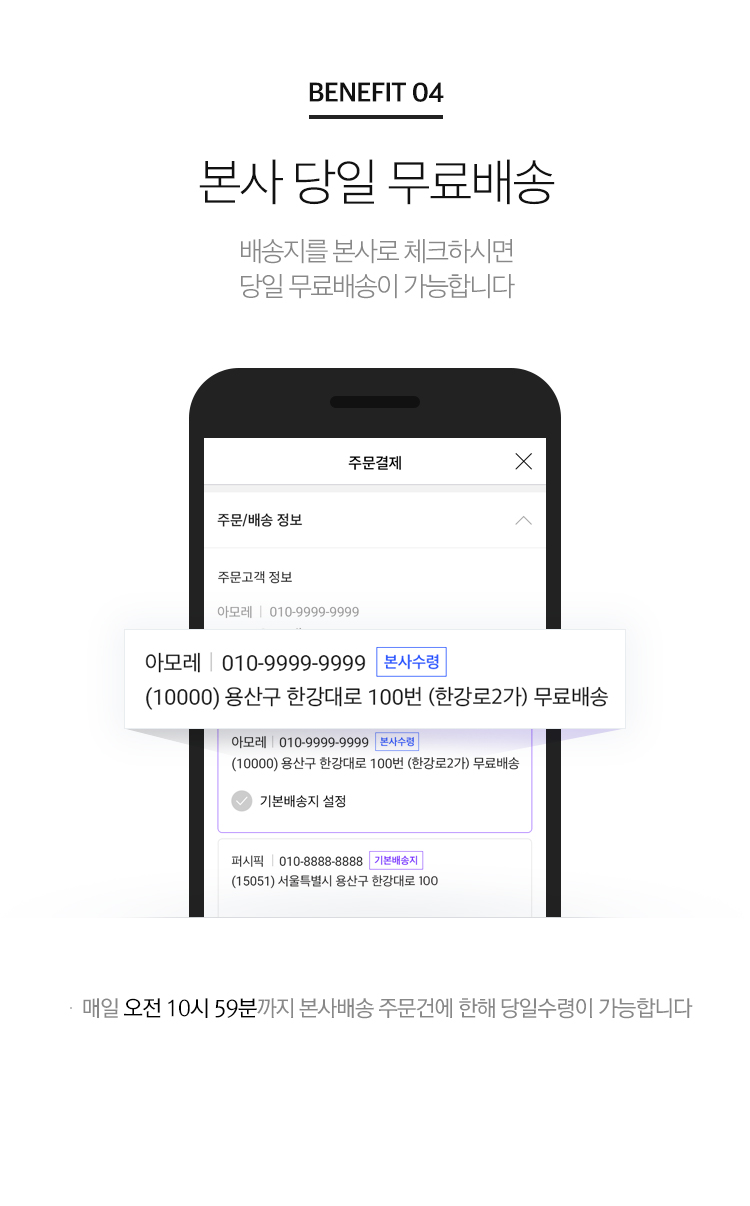 BENEFIT 04
본사 당일 무료배송
배송지를 본사로 체크하시면
당일 무료배송이 가능합니다
주문결제
주문/배송 정보
주문고객 정보
아모레 | 010-9999-9999
아모레 | 010-9999-9999 본사수령
(10000) 용산구 한강대로 100번 (한강로2가) 무료배송
아모레 | 010-9999-9999 본사수령
(10000) 용산구 한강대로 100번 (한강로2가) 무료배송
기본배송지 설정
퍼시픽 | 010-8888-8888 기본배송지
(15051) 서울특별시 용산구 한강대로 100
· 매일 오전 10시 59분까지 본사배송 주문건에 한해 당일수령이 가능합니다